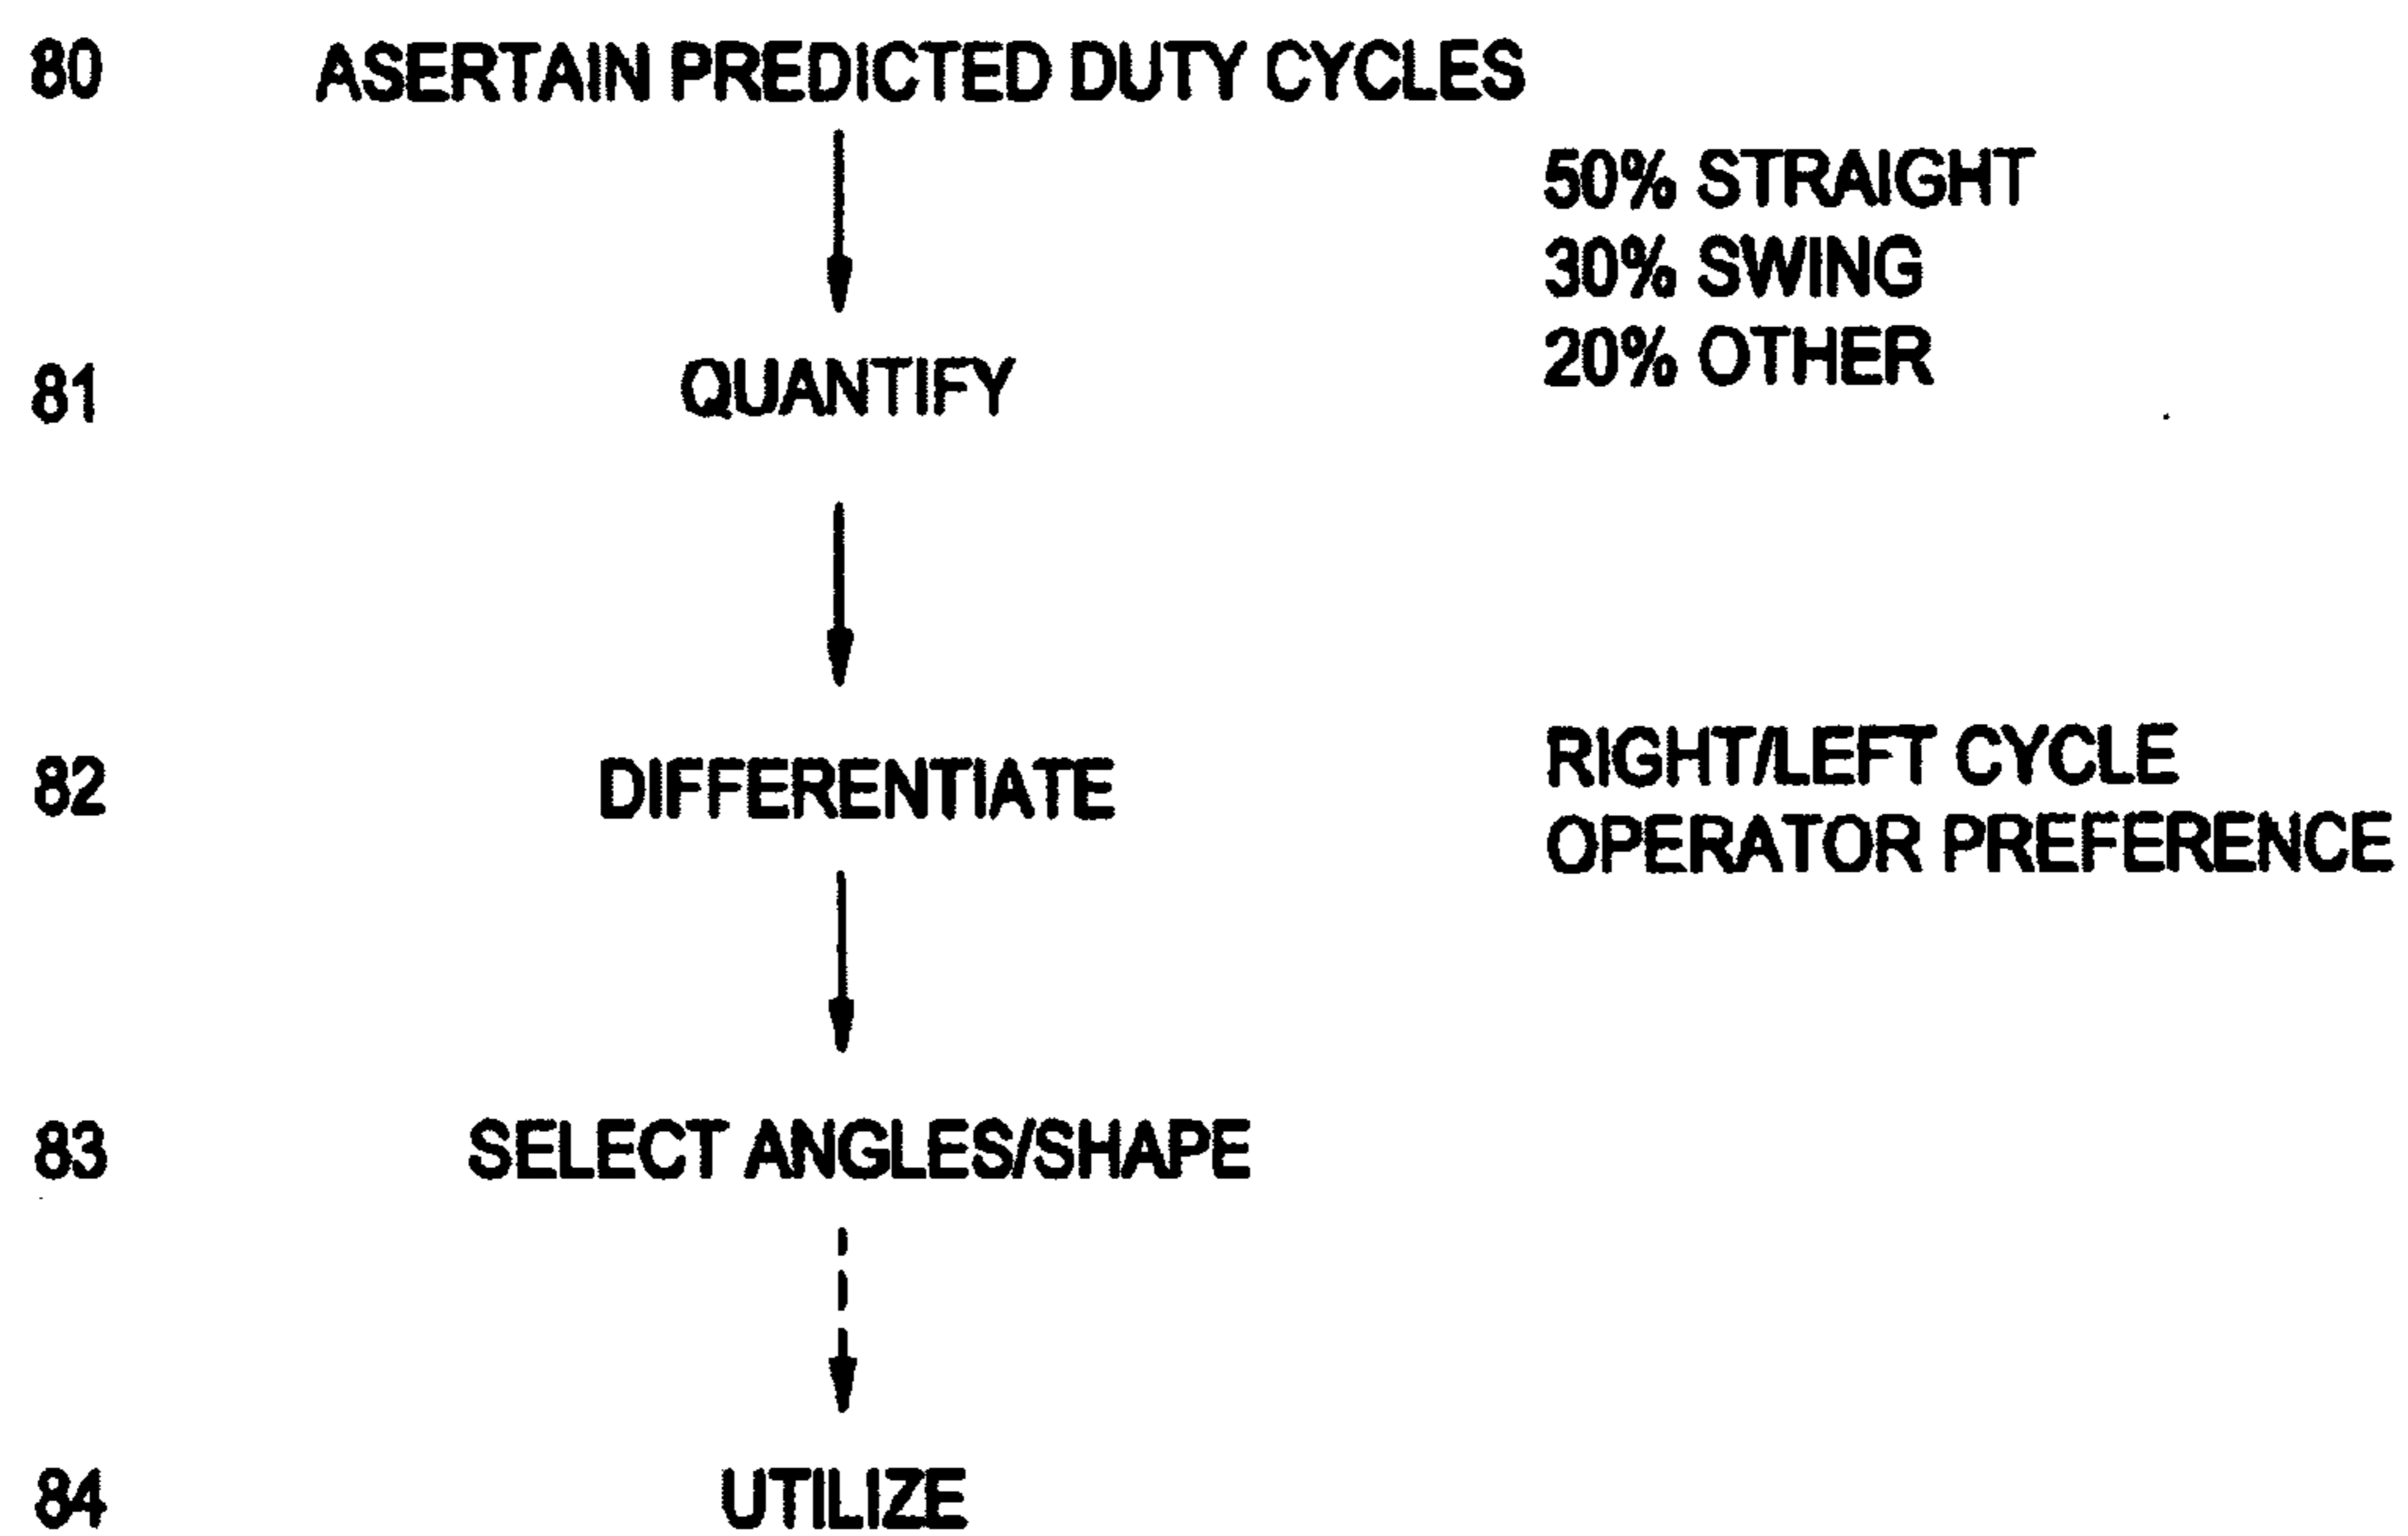 80 ASERTAIN PREDICTED DUTY CYCLES
50% STRAIGHT
30% SWING
20% OTHER
81 QUANTIFY
82 DIFFERENTIATE
RIGHT/LEFT CYCLE
OPERATOR PREFERENCE
83 SELECT ANGLES/SHAPE
84 UTILIZE